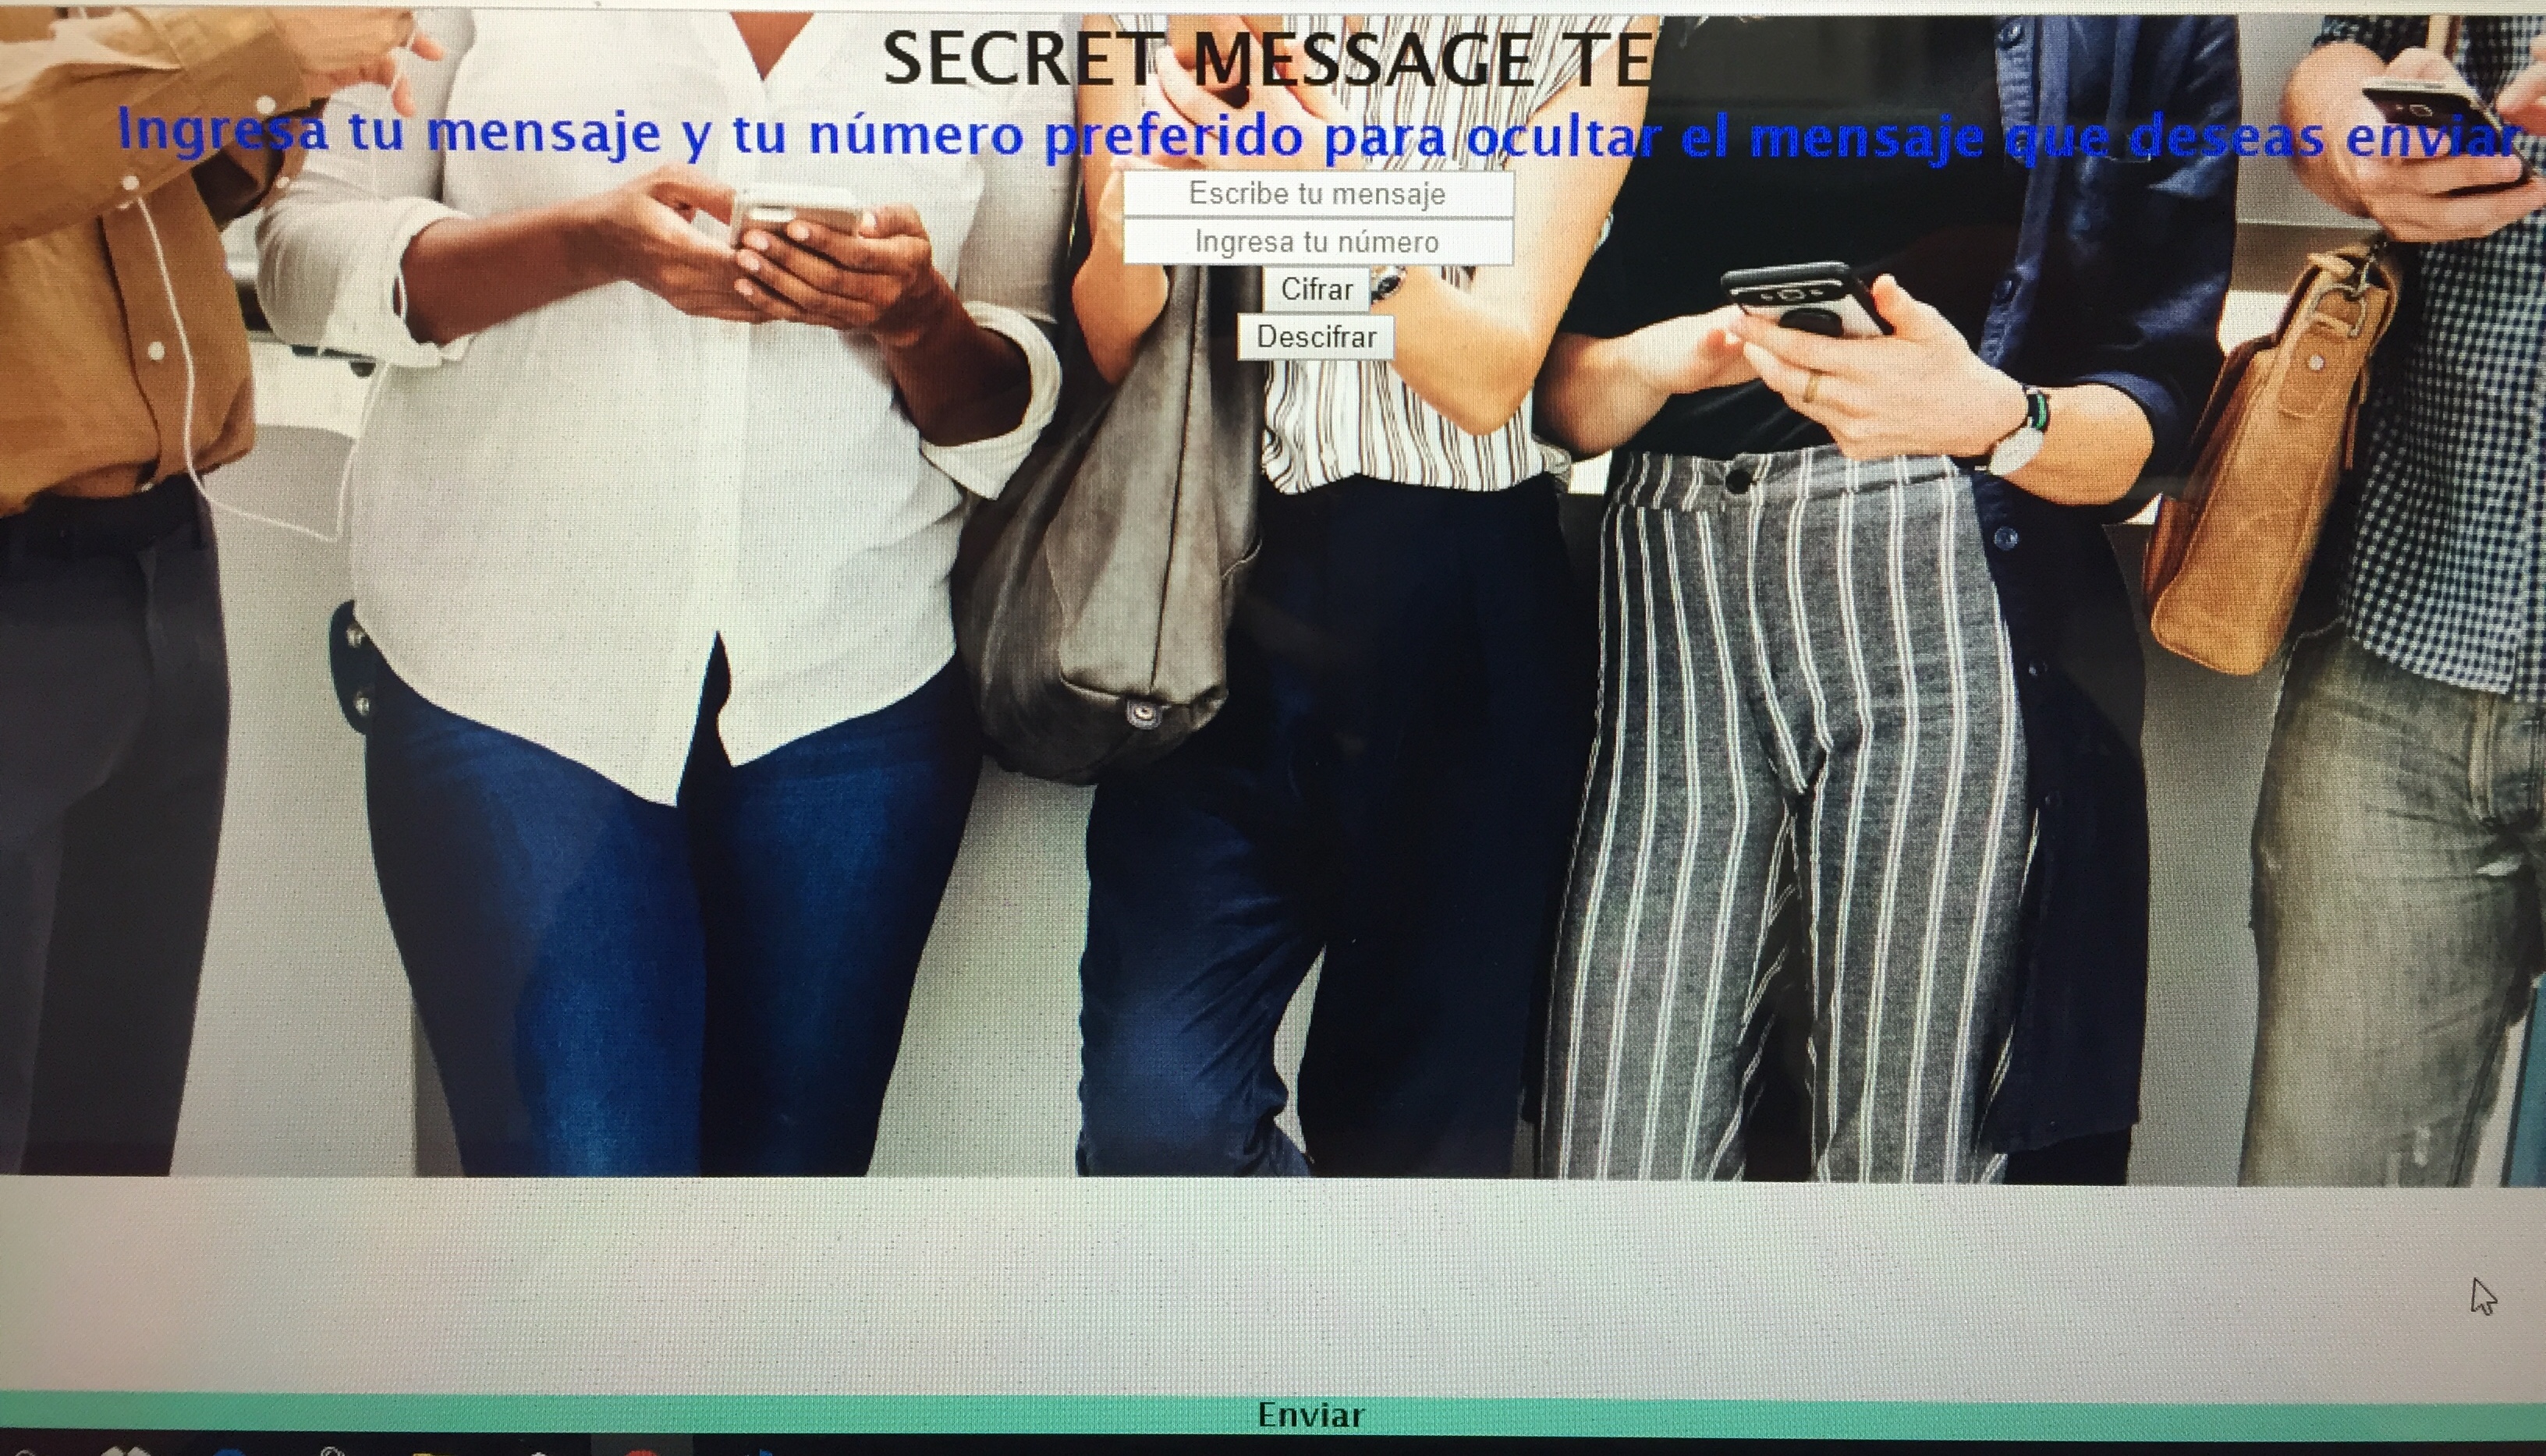 SECRET MESSAGE TE
Ingresa tu mensaje y tu número preferido para ocultar el mensaje que deseas enviar
Escribe tu mensaje
Ingresa tu número
Cifrar
Descifrar
Enviar